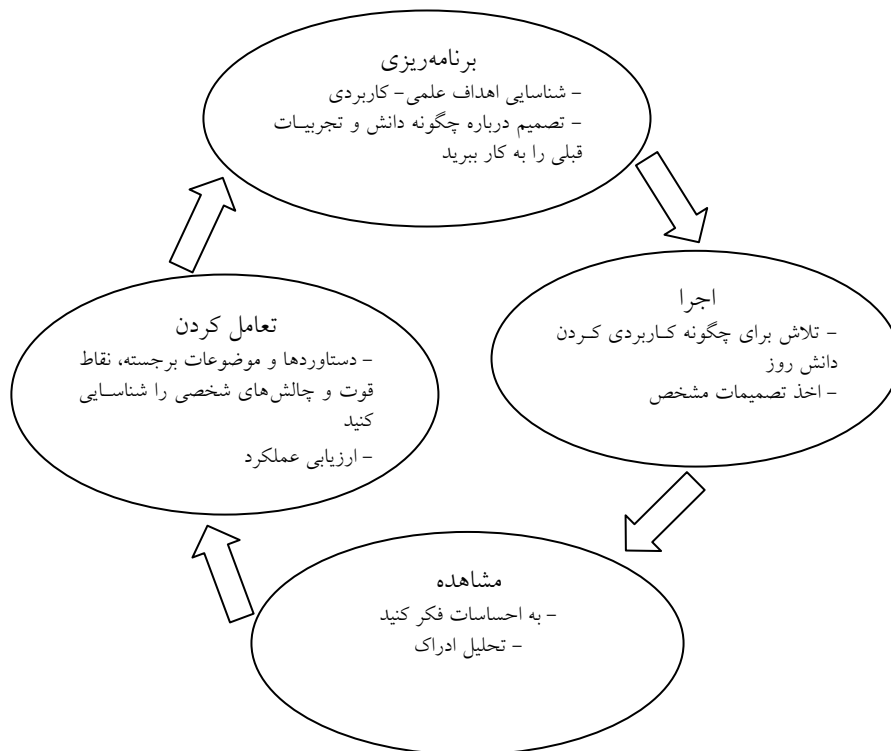 برنامه‌ریزی
- شناسایی اهداف علمی- کاربردی
- تصمیم درباره چگونه دانش و تجربیات
قبلی را به کار ببرید
اجرا
- تلاش برای چگونه کاربردی کردن
دانش روز
- اخذ تصمیمات مشخص
مشاهده
- به احساسات فکر کنید
- تحلیل ادراک
تعامل کردن
- دستاوردها و موضوعات برجسته، نقاط
قوت و چالش‌های شخصی را شناسایی
کنید
- ارزیابی عملکرد